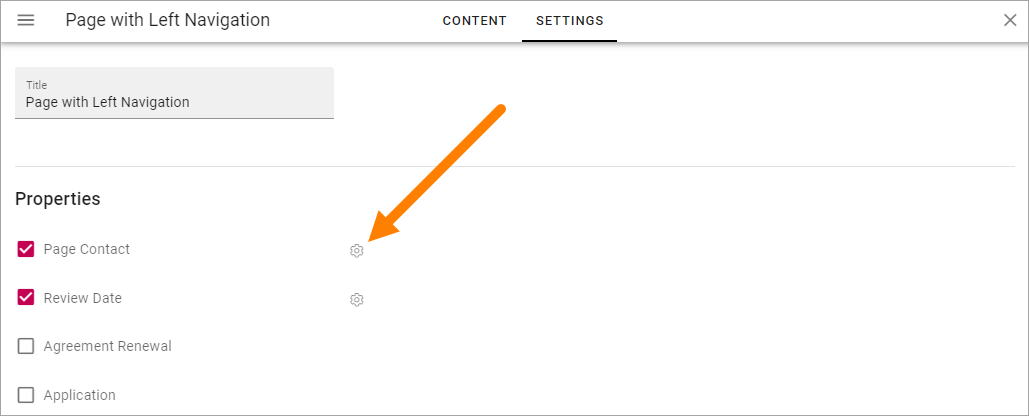 Page with Left Navigation CONTENT SETTINGS
Title
Page with Left Navigation
Properties
Page Contact
Review Date
Agreement Renewal
Application